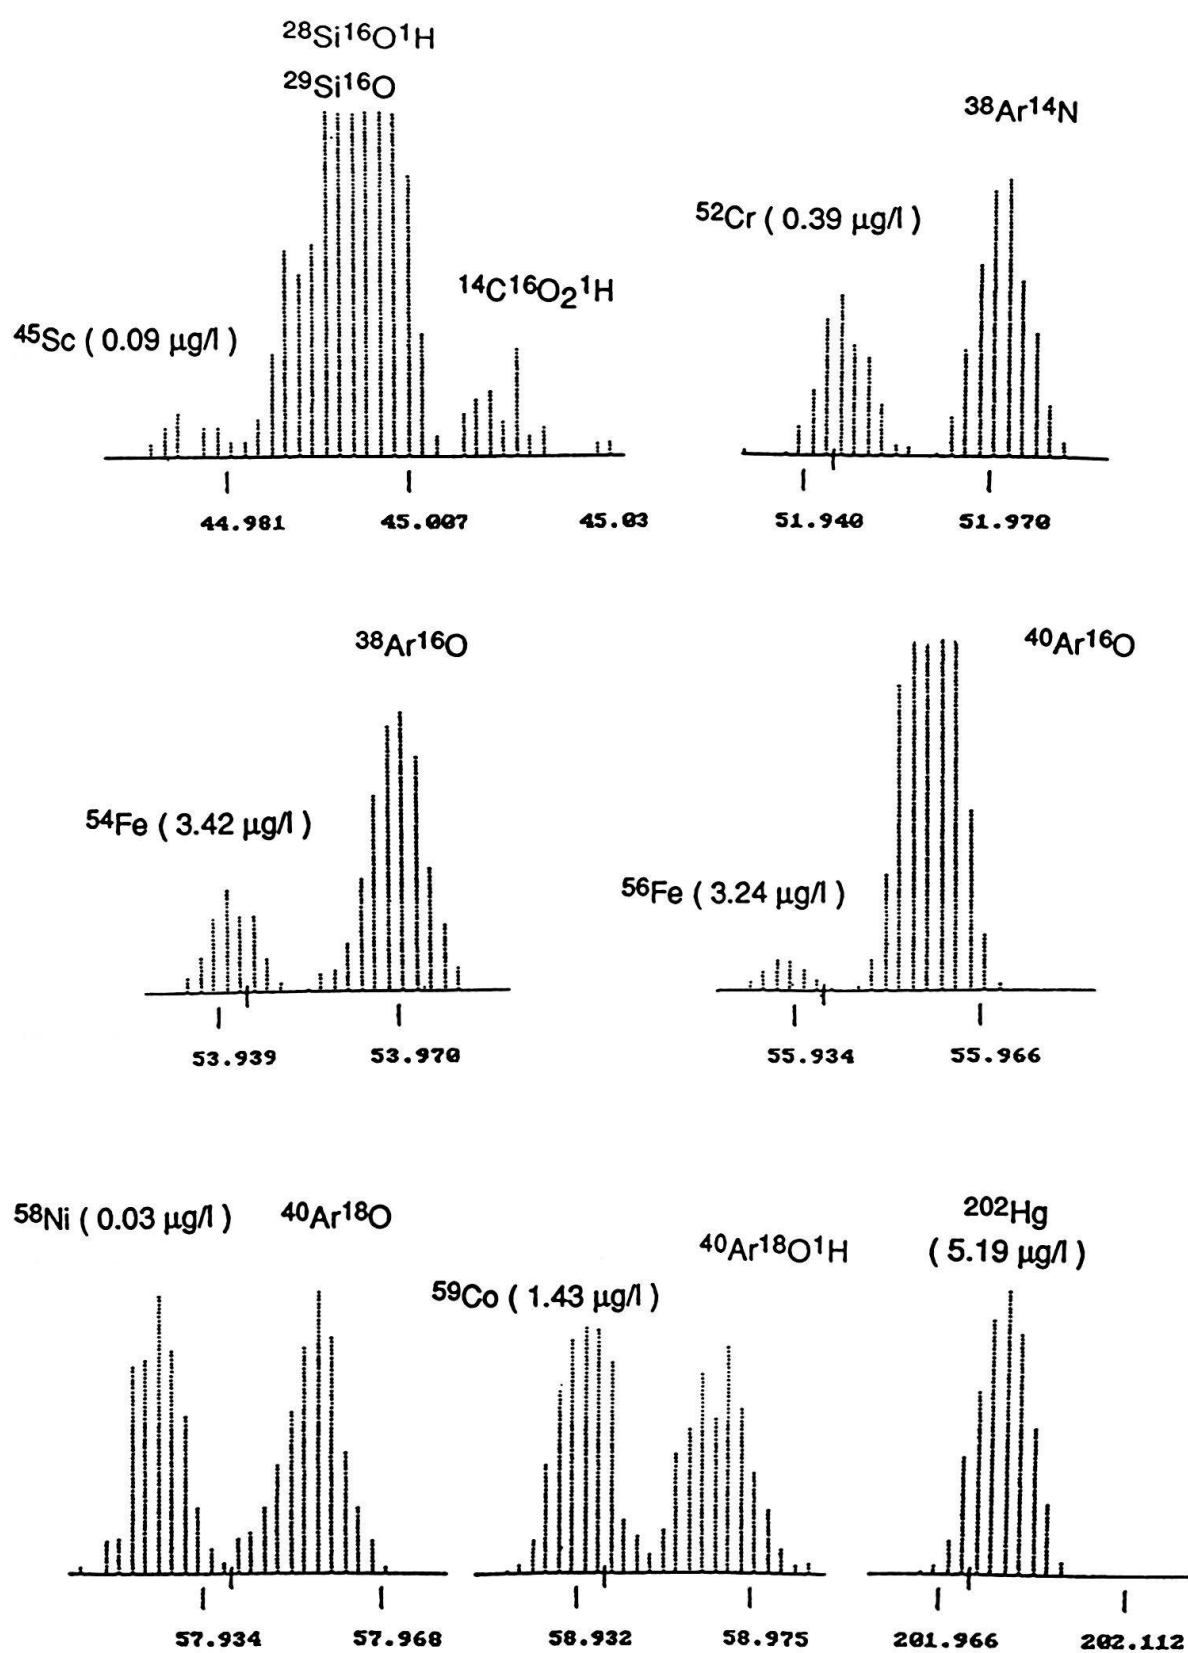 ²⁸Si¹⁶O¹H
²⁹Si¹⁶O
³⁸Ar¹⁴N
⁵²Cr ( 0.39 µg/l )
¹⁴C¹⁶O₂¹H
⁴⁵Sc ( 0.09 µg/l )
44.981 45.007 45.03
51.940 51.970
³⁸Ar¹⁶O
⁴⁰Ar¹⁶O
⁵⁴Fe ( 3.42 µg/l )
⁵⁶Fe ( 3.24 µg/l )
53.939 53.970
55.934 55.966
⁵⁸Ni ( 0.03 µg/l )
⁴⁰Ar¹⁸O
⁴⁰Ar¹⁸O¹H
²⁰²Hg
( 5.19 µg/l )
⁵⁹Co ( 1.43 µg/l )
57.934 57.968
58.932 58.975
201.966 202.112